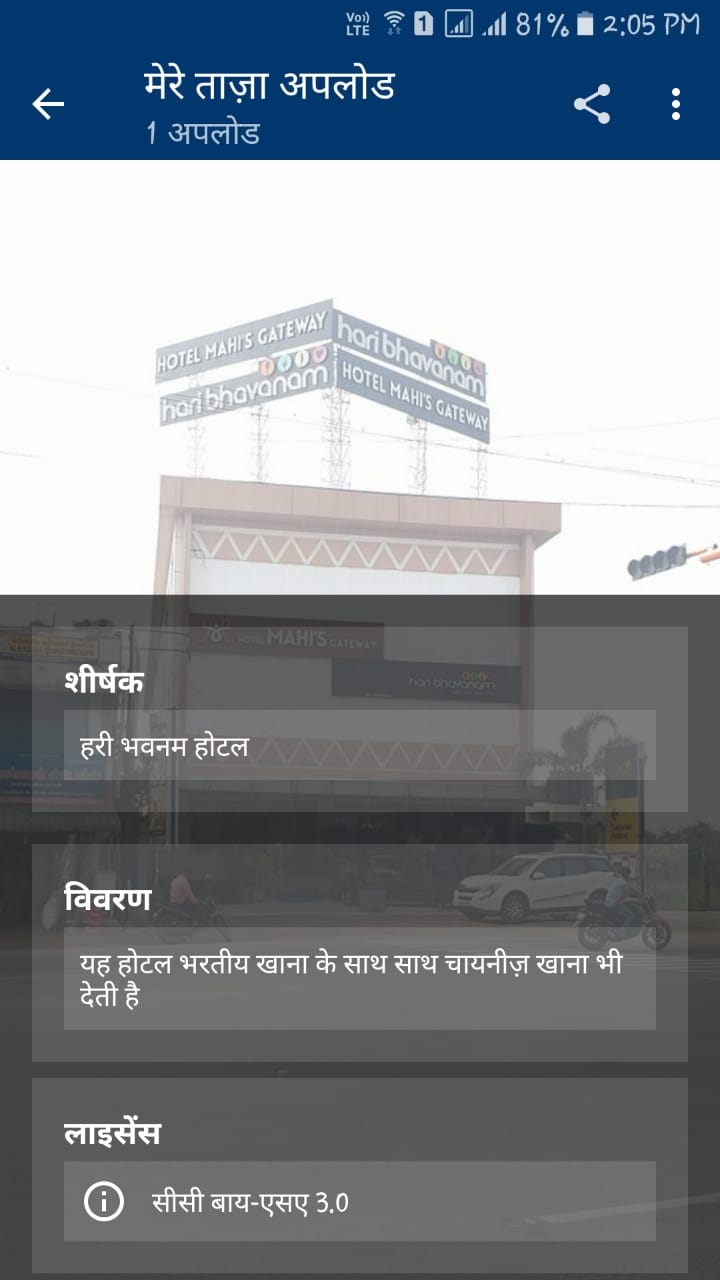 Vo)) LTE 1 81% 2:05 PM
मेरे ताज़ा अपलोड
1 अपलोड
HOTEL MAHI'S GATEWAY
hari bhavanam
hari bhavanam
HOTEL MAHI'S GATEWAY
HOTEL MAHI'S GATEWAY
hari bhavanam
शीर्षक
हरी भवनम होटल
विवरण
यह होटल भरतीय खाना के साथ साथ चायनीज़ खाना भी
देती है
लाइसेंस
सीसी बाय-एसए 3.0